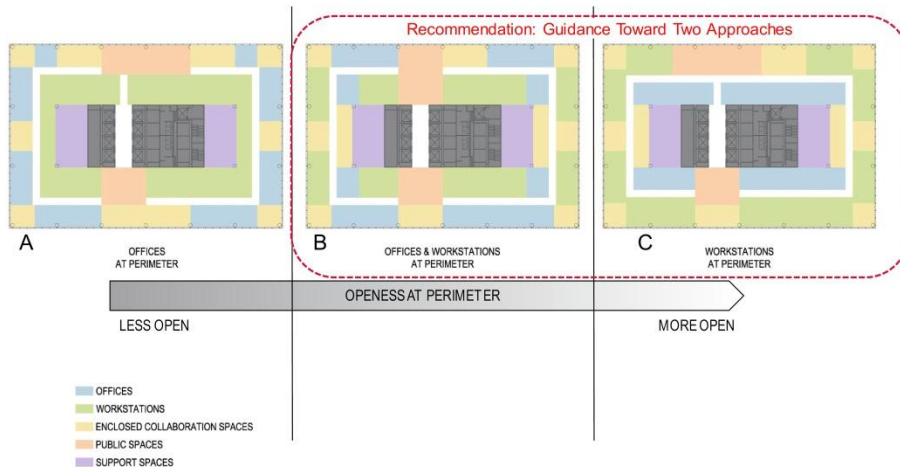 Recommendation: Guidance Toward Two Approaches
A
B
C
OFFICES
AT PERIMETER
OFFICES & WORKSTATIONS
AT PERIMETER
WORKSTATIONS
AT PERIMETER
OPENESS AT PERIMETER
LESS OPEN
MORE OPEN
OFFICES
WORKSTATIONS
ENCLOSED COLLABORATION SPACES
PUBLIC SPACES
SUPPORT SPACES